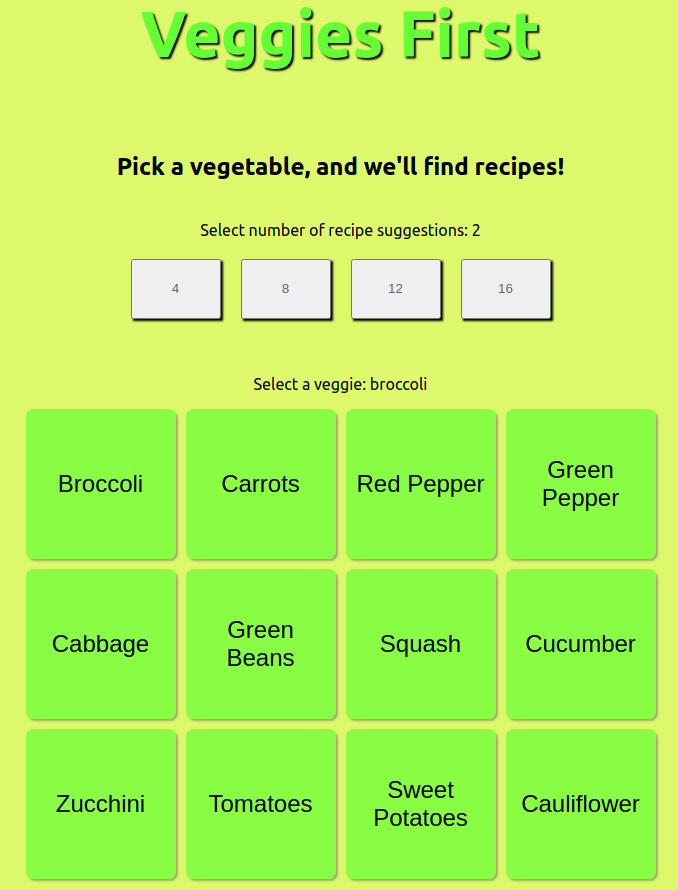 Veggies First
Pick a vegetable, and we'll find recipes!
Select number of recipe suggestions: 2
4 8 12 16
Select a veggie: broccoli
Broccoli Carrots Red Pepper Green Pepper
Cabbage Green Beans Squash Cucumber
Zucchini Tomatoes Sweet Potatoes Cauliflower